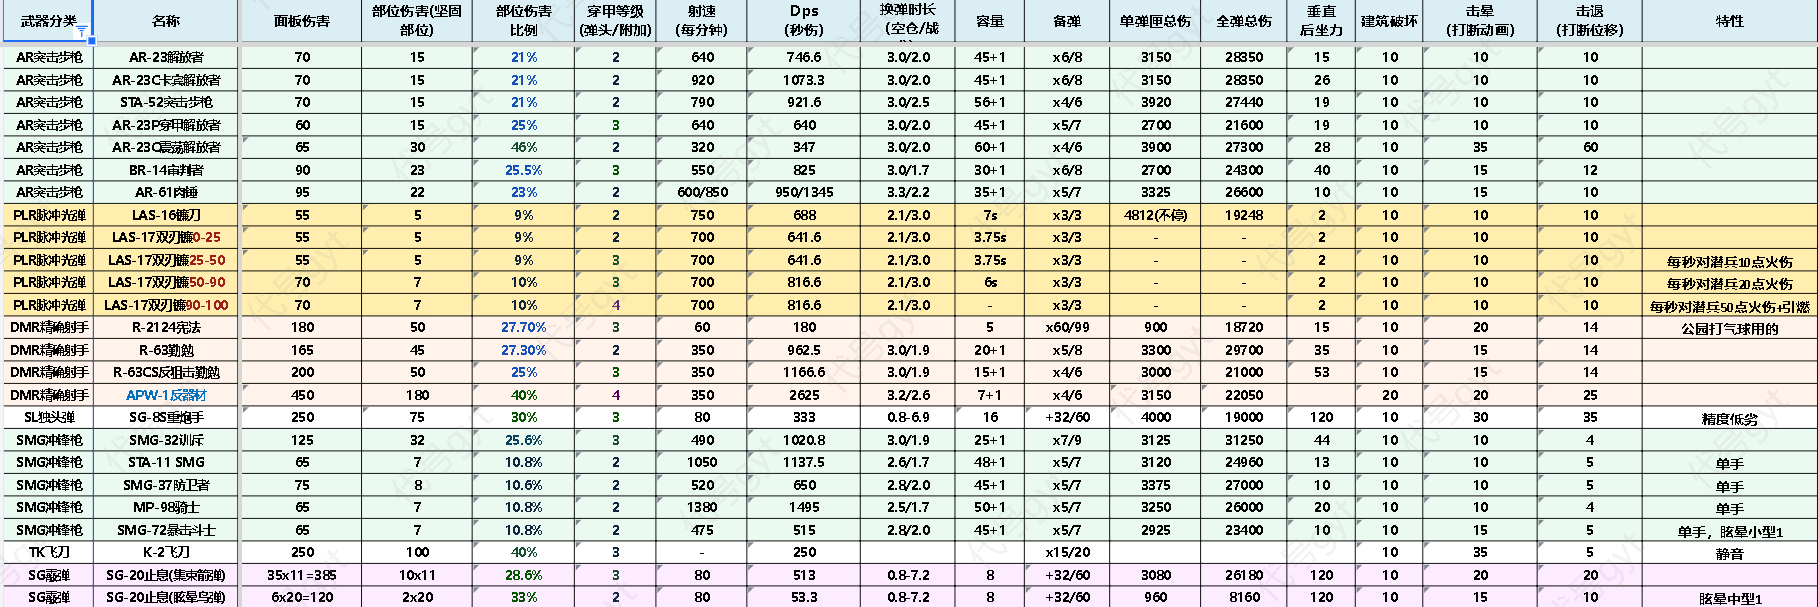 武器分类 名称 面板伤害 部位伤害(坚固部位) 部位伤害比例 穿甲等级(弹头/附加) 射速(每分钟) Dps(秒伤) 换弹时长(空仓/战 容量 备弹 单弹匣总伤 全弹总伤 垂直后坐力 建筑破坏 击晕(打断动画) 击退(打断位移) 特性
AR突击步枪 AR-23解放者 70 15 21% 2 640 746.6 3.0/2.0 45+1 x6/8 3150 28350 15 10 10 10
AR突击步枪 AR-23C卡宾解放者 70 15 21% 2 920 1073.3 3.0/2.0 45+1 x6/8 3150 28350 26 10 10 10
AR突击步枪 STA-52突击步枪 70 15 21% 2 790 921.6 3.0/2.5 56+1 x4/6 3920 27440 19 10 10 10
AR突击步枪 AR-23P穿甲解放者 60 15 25% 3 640 640 3.0/2.0 45+1 x5/7 2700 21600 19 10 10 10
AR突击步枪 AR-23C震荡解放者 65 30 46% 2 320 347 3.0/2.0 60+1 x4/6 3900 27300 28 10 35 60
AR突击步枪 BR-14审判者 90 23 25.5% 3 550 825 3.0/1.7 30+1 x6/8 2700 24300 40 10 15 12
AR突击步枪 AR-61肉锤 95 22 23% 2 600/850 950/1345 3.3/2.2 35+1 x5/7 3325 26600 10 10 15 10
PLR脉冲光弹 LAS-16镰刀 55 5 9% 2 750 688 2.1/3.0 7s x3/3 4812(不停) 19248 2 10 10 10
PLR脉冲光弹 LAS-17双刃镰0-25 55 5 9% 2 700 641.6 2.1/3.0 3.75s x3/3 - - 2 10 10 10
PLR脉冲光弹 LAS-17双刃镰25-50 55 5 9% 3 700 641.6 2.1/3.0 3.75s x3/3 - - 2 10 10 10 每秒对潜兵10点火伤
PLR脉冲光弹 LAS-17双刃镰50-90 70 7 10% 3 700 816.6 2.1/3.0 6s x3/3 - - 2 10 10 10 每秒对潜兵20点火伤
PLR脉冲光弹 LAS-17双刃镰90-100 70 7 10% 4 700 816.6 2.1/3.0 - x3/3 - - 2 10 10 10 每秒对潜兵50点火伤+引燃
DMR精确射手 R-2124宪法 180 50 27.70% 3 60 180 5 x60/99 900 18720 15 10 20 14 公园打气球用的
DMR精确射手 R-63勤勉 165 45 27.30% 2 350 962.5 3.0/1.9 20+1 x5/8 3300 29700 35 10 15 14
DMR精确射手 R-63CS反狙击勤勉 200 50 25% 3 350 1166.6 3.0/1.9 15+1 x4/6 3000 21000 53 10 15 14
DMR精确射手 APW-1反器材 450 180 40% 4 350 2625 3.2/2.6 7+1 x4/6 3150 22050 20 20 25
SL独头弹 SG-8S重炮手 250 75 30% 3 80 333 0.8-6.9 16 +32/60 4000 19000 120 10 30 35 精度低劣
SMG冲锋枪 SMG-32训斥 125 32 25.6% 3 490 1020.8 3.0/1.9 25+1 x7/9 3125 31250 44 10 10 4
SMG冲锋枪 STA-11 SMG 65 7 10.8% 2 1050 1137.5 2.6/1.7 48+1 x5/7 3120 24960 13 10 10 5 单手
SMG冲锋枪 SMG-37防卫者 75 8 10.6% 2 520 650 2.8/2.0 45+1 x5/7 3375 27000 10 10 10 5 单手
SMG冲锋枪 MP-98骑士 65 7 10.8% 2 1380 1495 2.5/1.7 50+1 x5/7 3250 26000 20 10 10 4 单手
SMG冲锋枪 SMG-72暴击斗士 65 7 10.8% 2 475 515 2.8/2.0 45+1 x5/7 2925 23400 10 10 15 5 单手，眩晕小型1
TK飞刀 K-2飞刀 250 100 40% 3 - 250 x15/20 10 35 5 静音
SG霰弹 SG-20止息(集束箭弹) 35x11=385 10x11 28.6% 3 80 513 0.8-7.2 8 +32/60 3080 26180 120 10 20 20
SG霰弹 SG-20止息(眩晕鸟弹) 6x20=120 2x20 33% 2 80 53.3 0.8-7.2 8 +32/60 960 8160 120 10 15 10 眩晕中型1
代号gyt